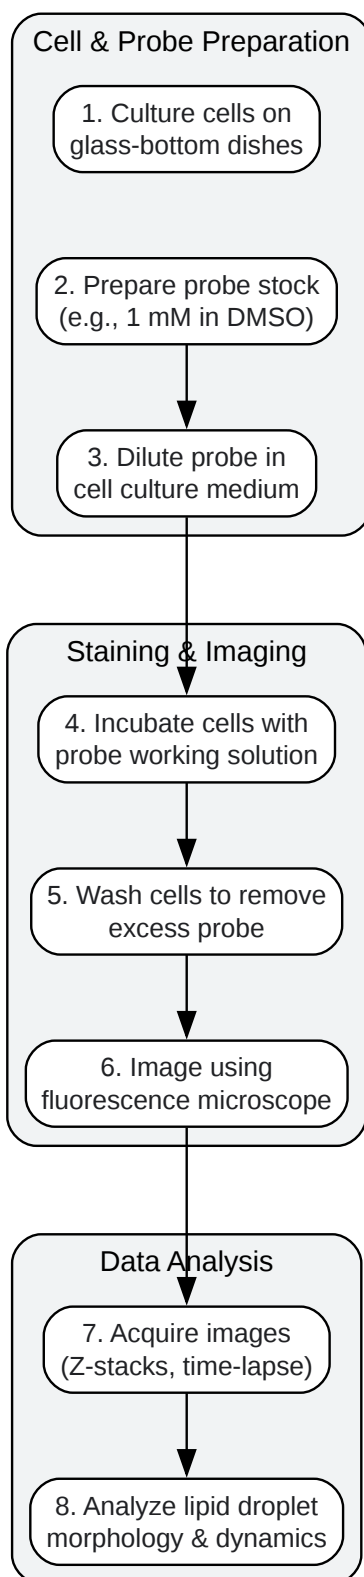 Cell & Probe Preparation
1. Culture cells on
glass-bottom dishes
2. Prepare probe stock
(e.g., 1 mM in DMSO)
3. Dilute probe in
cell culture medium
Staining & Imaging
4. Incubate cells with
probe working solution
5. Wash cells to remove
excess probe
6. Image using
fluorescence microscope
Data Analysis
7. Acquire images
(Z-stacks, time-lapse)
8. Analyze lipid droplet
morphology & dynamics